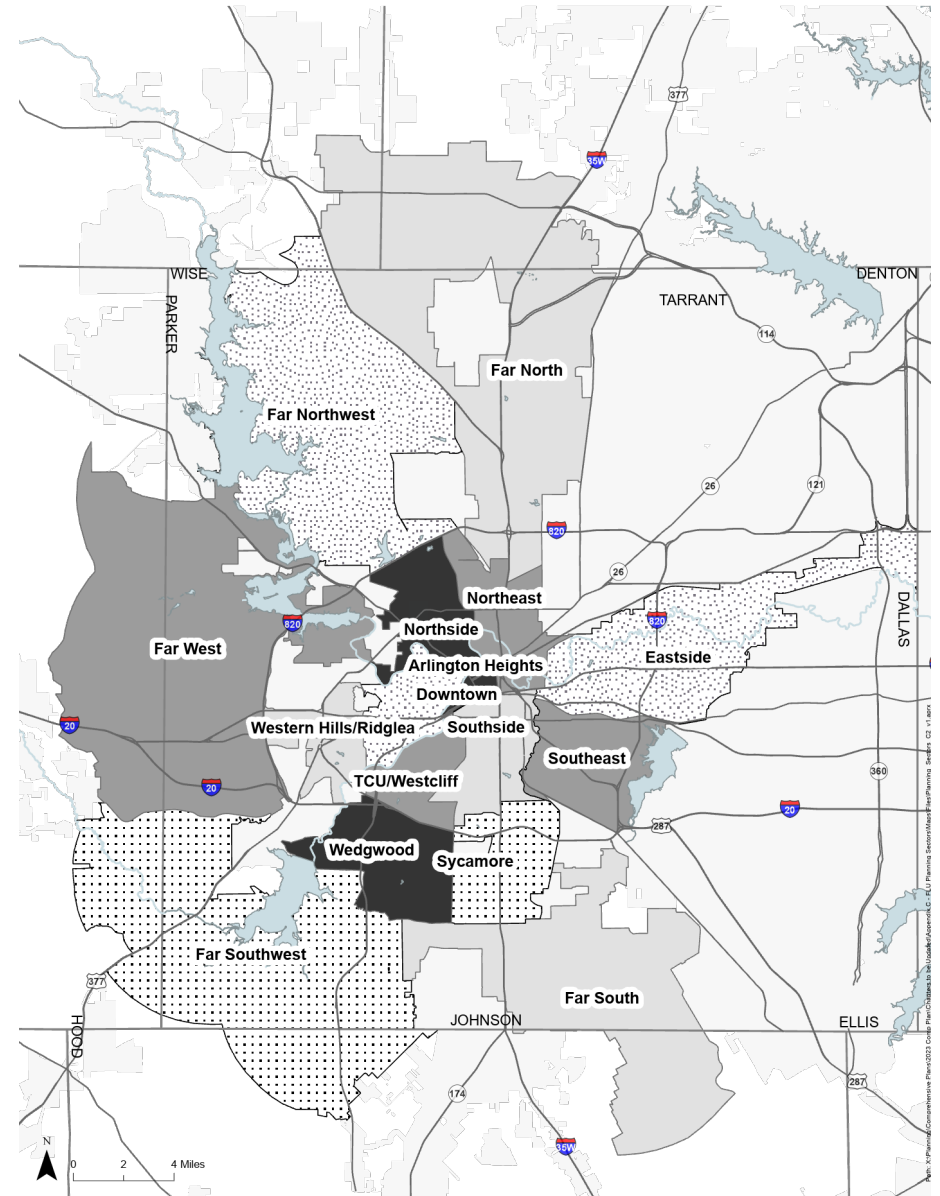 377
35W
WISE
DENTON
TARRANT
PARKER
114
Far North
Far Northwest
26
121
820
26
Northeast
820
820
DALLAS
Northside
Far West
Eastside
Arlington Heights
Downtown
20
Western Hills/Ridglea
Southside
Southeast
360
TCU/Westcliff
20
20
287
Wedgwood
Sycamore
Far Southwest
377
Far South
HOOD
JOHNSON
ELLIS
287
174
35W
N
0 2 4 Miles